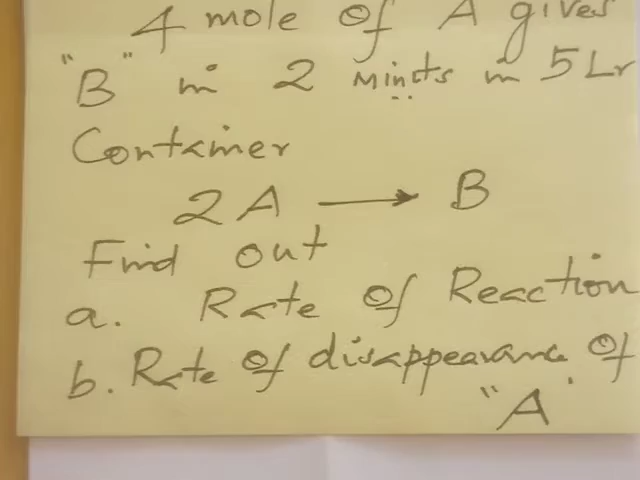 4 mole of A gives
"B" in 2 Minuts in 5Lr
Container
2A → B
Find out
a. Rate of Reaction
b. Rate of disappearance of
"A